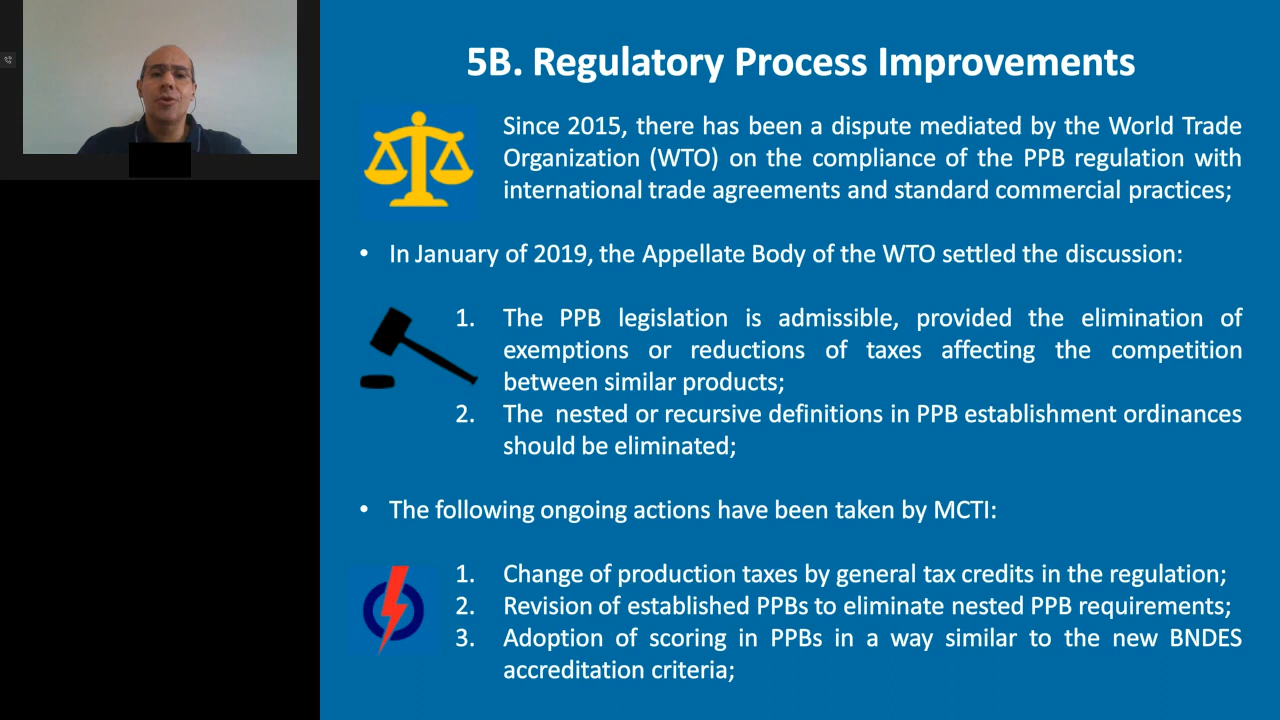 5B. Regulatory Process Improvements
Since 2015, there has been a dispute mediated by the World Trade
Organization (WTO) on the compliance of the PPB regulation with
international trade agreements and standard commercial practices;
• In January of 2019, the Appellate Body of the WTO settled the discussion:
1. The PPB legislation is admissible, provided the elimination of
exemptions or reductions of taxes affecting the competition
between similar products;
2. The nested or recursive definitions in PPB establishment ordinances
should be eliminated;
• The following ongoing actions have been taken by MCTI:
1. Change of production taxes by general tax credits in the regulation;
2. Revision of established PPBs to eliminate nested PPB requirements;
3. Adoption of scoring in PPBs in a way similar to the new BNDES
accreditation criteria;